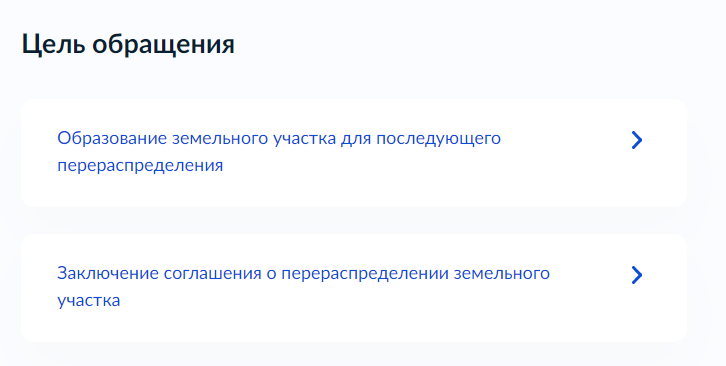 Цель обращения
Образование земельного участка для последующего
перераспределения
Заключение соглашения о перераспределении земельного
участка